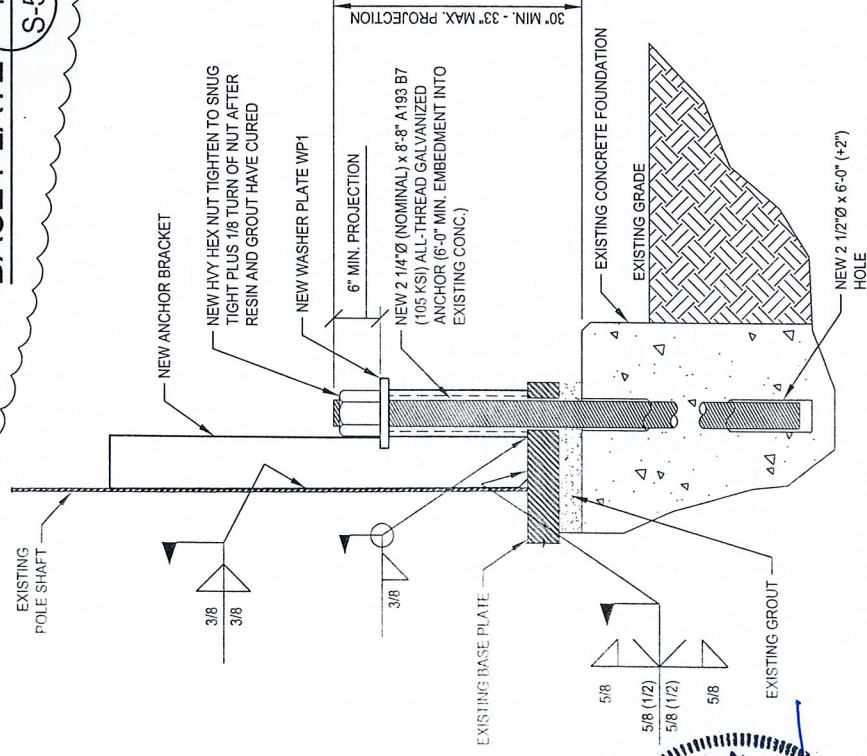 BASE PLATE
S-5
EXISTING
POLE SHAFT
NEW ANCHOR BRACKET
NEW HVY HEX NUT TIGHTEN TO SNUG
TIGHT PLUS 1/8 TURN OF NUT AFTER
RESIN AND GROUT HAVE CURED
NEW WASHER PLATE WP1
6" MIN. PROJECTION
30" MIN. - 33" MAX. PROJECTION
NEW 2 1/4"Ø (NOMINAL) x 8'-8" A193 B7
(105 KSI) ALL-THREAD GALVANIZED
ANCHOR (6'-0" MIN. EMBEDMENT INTO
EXISTING CONC.)
3/8
3/8
3/8
EXISTING BASE PLATE
5/8
5/8 (1/2)
5/8 (1/2)
5/8
EXISTING GROUT
EXISTING CONCRETE FOUNDATION
EXISTING GRADE
NEW 2 1/2"Ø x 6'-0" (+2")
HOLE